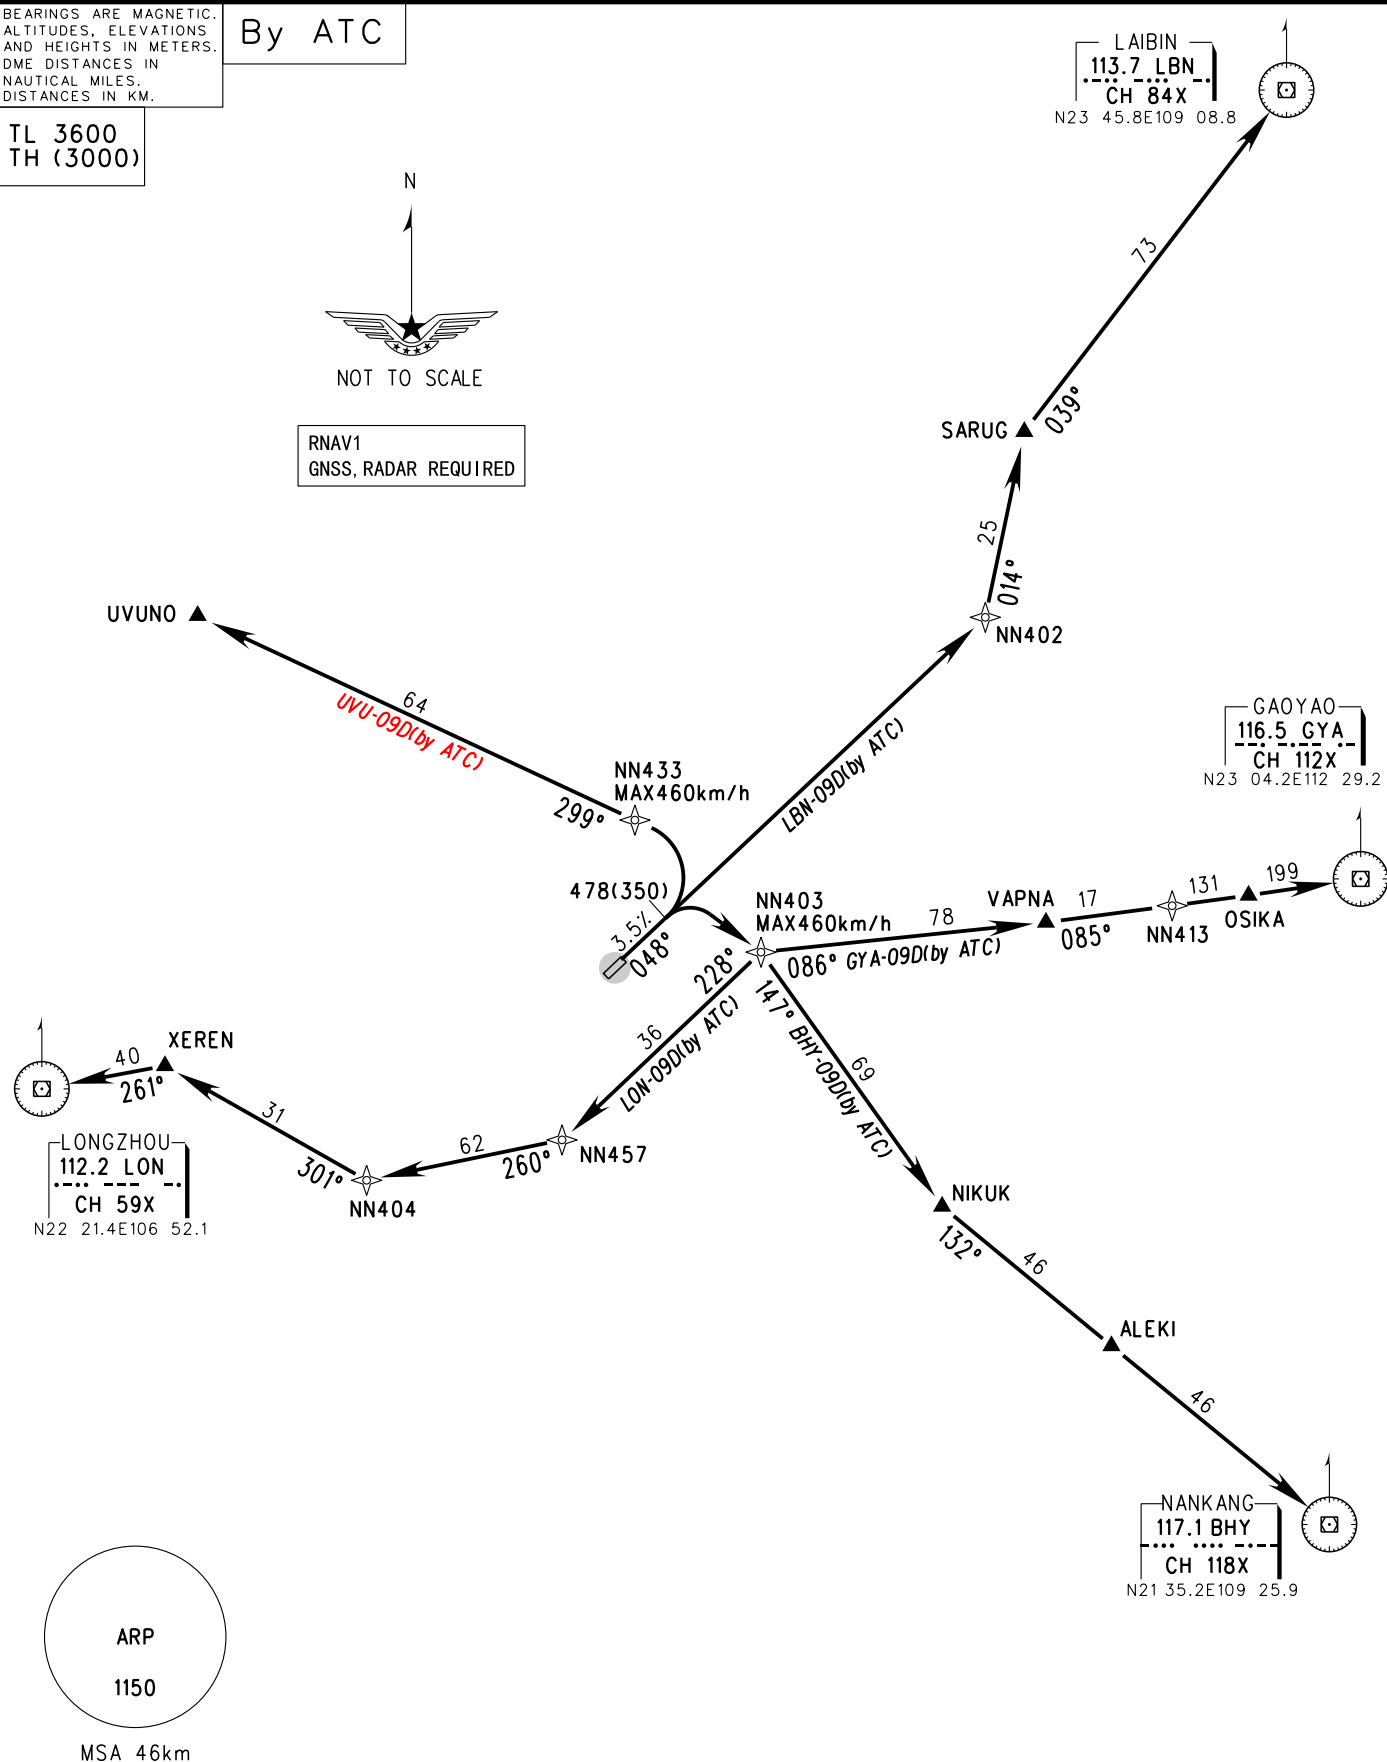 BEARINGS ARE MAGNETIC.
ALTITUDES, ELEVATIONS
AND HEIGHTS IN METERS.
DME DISTANCES IN
NAUTICAL MILES.
DISTANCES IN KM.
By ATC
TL 3600
TH (3000)
N
NOT TO SCALE
RNAV1
GNSS, RADAR REQUIRED
LAIBIN
113.7 LBN
CH 84X
N23 45.8E109 08.8
73
039°
SARUG
25
014°
NN402
UVUNO
64
UVU-09D(by ATC)
299°
NN433
MAX460km/h
LBN-09D(by ATC)
GAOYAO
116.5 GYA
CH 112X
N23 04.2E112 29.2
478(350)
3.5%
048°
NN403
MAX460km/h
78
086° GYA-09D(by ATC)
VAPNA
17
085°
NN413
131
OSIKA
199
228°
36
LON-09D(by ATC)
147° BHY-09D(by ATC)
69
XEREN
40
261°
31
301°
62
260°
NN457
NN404
LONGZHOU
112.2 LON
CH 59X
N22 21.4E106 52.1
NIKUK
132°
46
ALEKI
46
NANKANG
117.1 BHY
CH 118X
N21 35.2E109 25.9
ARP
1150
MSA 46km